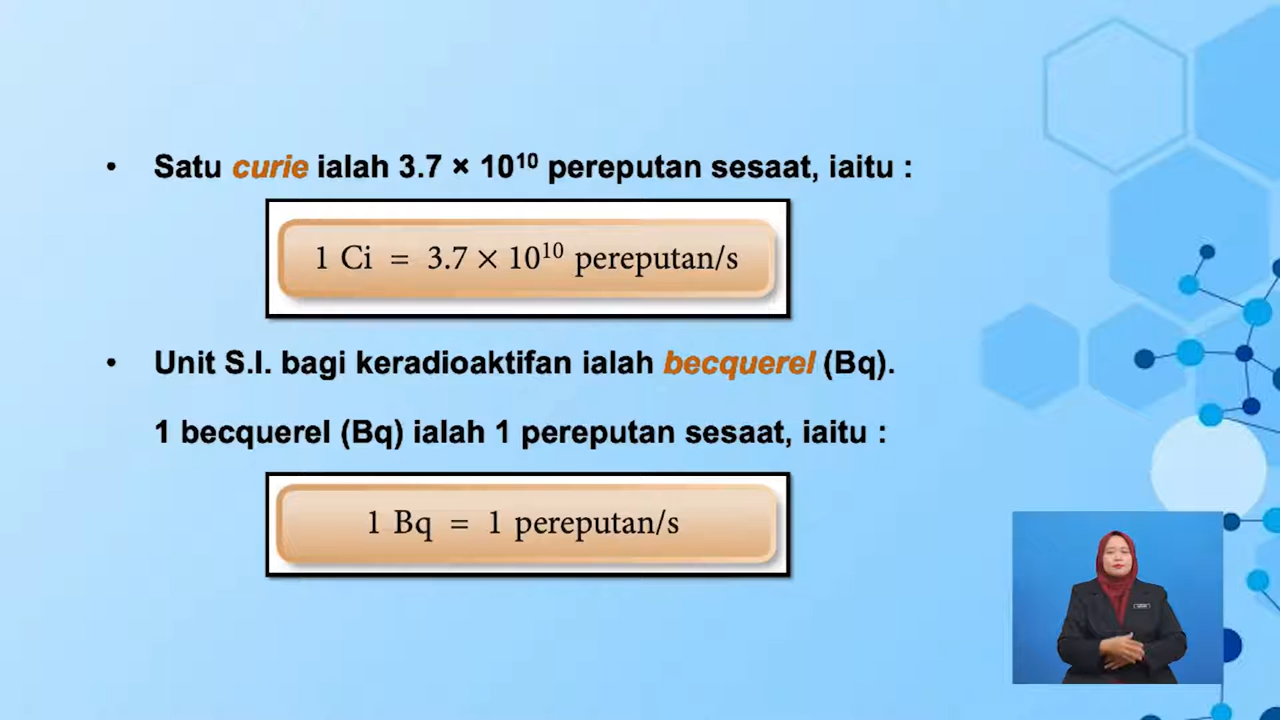 • Satu curie ialah 3.7 × 10¹⁰ pereputan sesaat, iaitu :
1 Ci = 3.7 × 10¹⁰ pereputan/s
• Unit S.I. bagi keradioaktifan ialah becquerel (Bq).
1 becquerel (Bq) ialah 1 pereputan sesaat, iaitu :
1 Bq = 1 pereputan/s